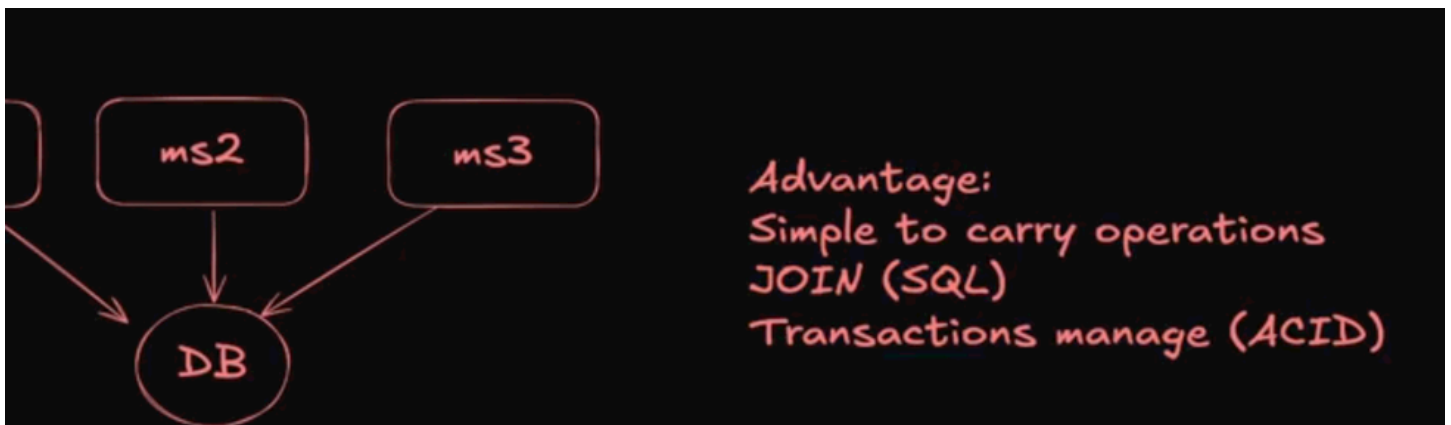 ms2
ms3
DB
Advantage:
Simple to carry operations
JOIN (SQL)
Transactions manage (ACID)